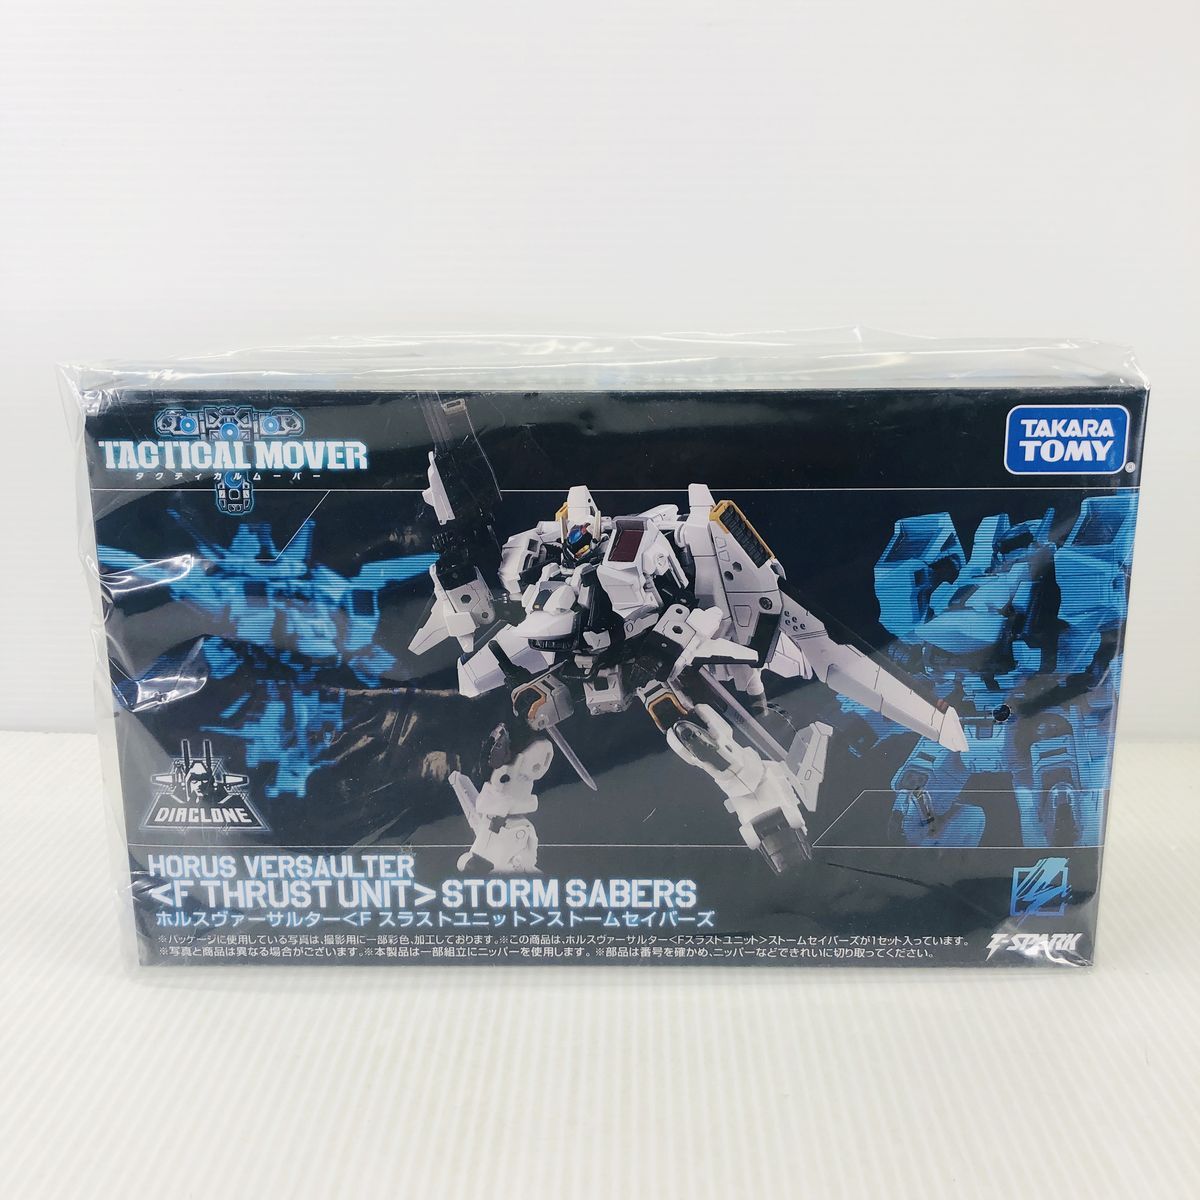 TACTICAL MOVER
タクティカルムーバー
TAKARA
TOMY
DIACLONE
HORUS VERSAULTER
<F THRUST UNIT> STORM SABERS
ホルスヴァーサルター<F スラストユニット>ストームセイバーズ
※パッケージに使用している写真は、撮影用に一部彩色、加工しております。※この商品は、ホルスヴァーサルター<Fスラストユニット>ストームセイバーズが1セット入っています。
※写真と商品は異なる場合がございます。※本製品は一部組立にニッパーを使用します。※部品は番号を確かめ、ニッパーなどできれいに切り取ってください。
T-SPARK